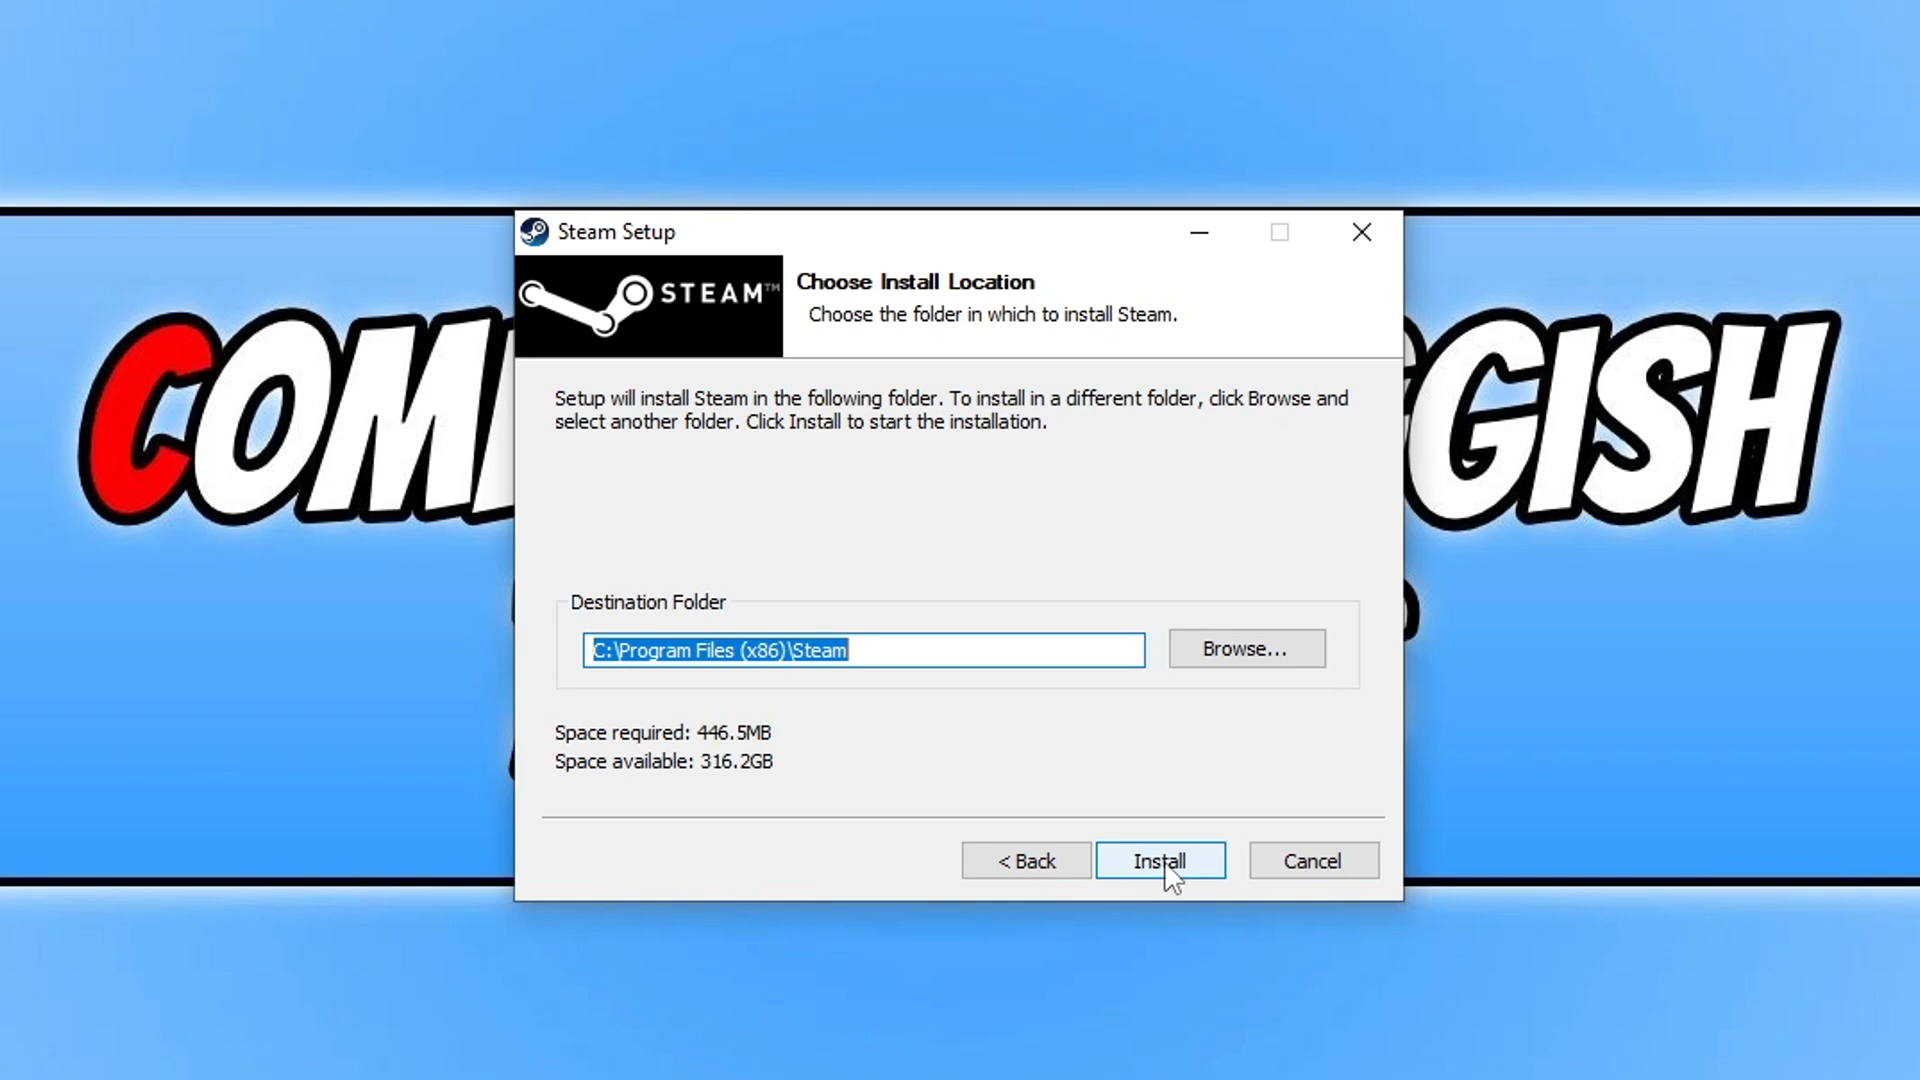 Steam Setup
STEAM™
Choose Install Location
Choose the folder in which to install Steam.
COM
GISH
Setup will install Steam in the following folder. To install in a different folder, click Browse and
select another folder. Click Install to start the installation.
Destination Folder
C:\Program Files (x86)\Steam
Browse...
Space required: 446.5MB
Space available: 316.2GB
< Back
Install
Cancel